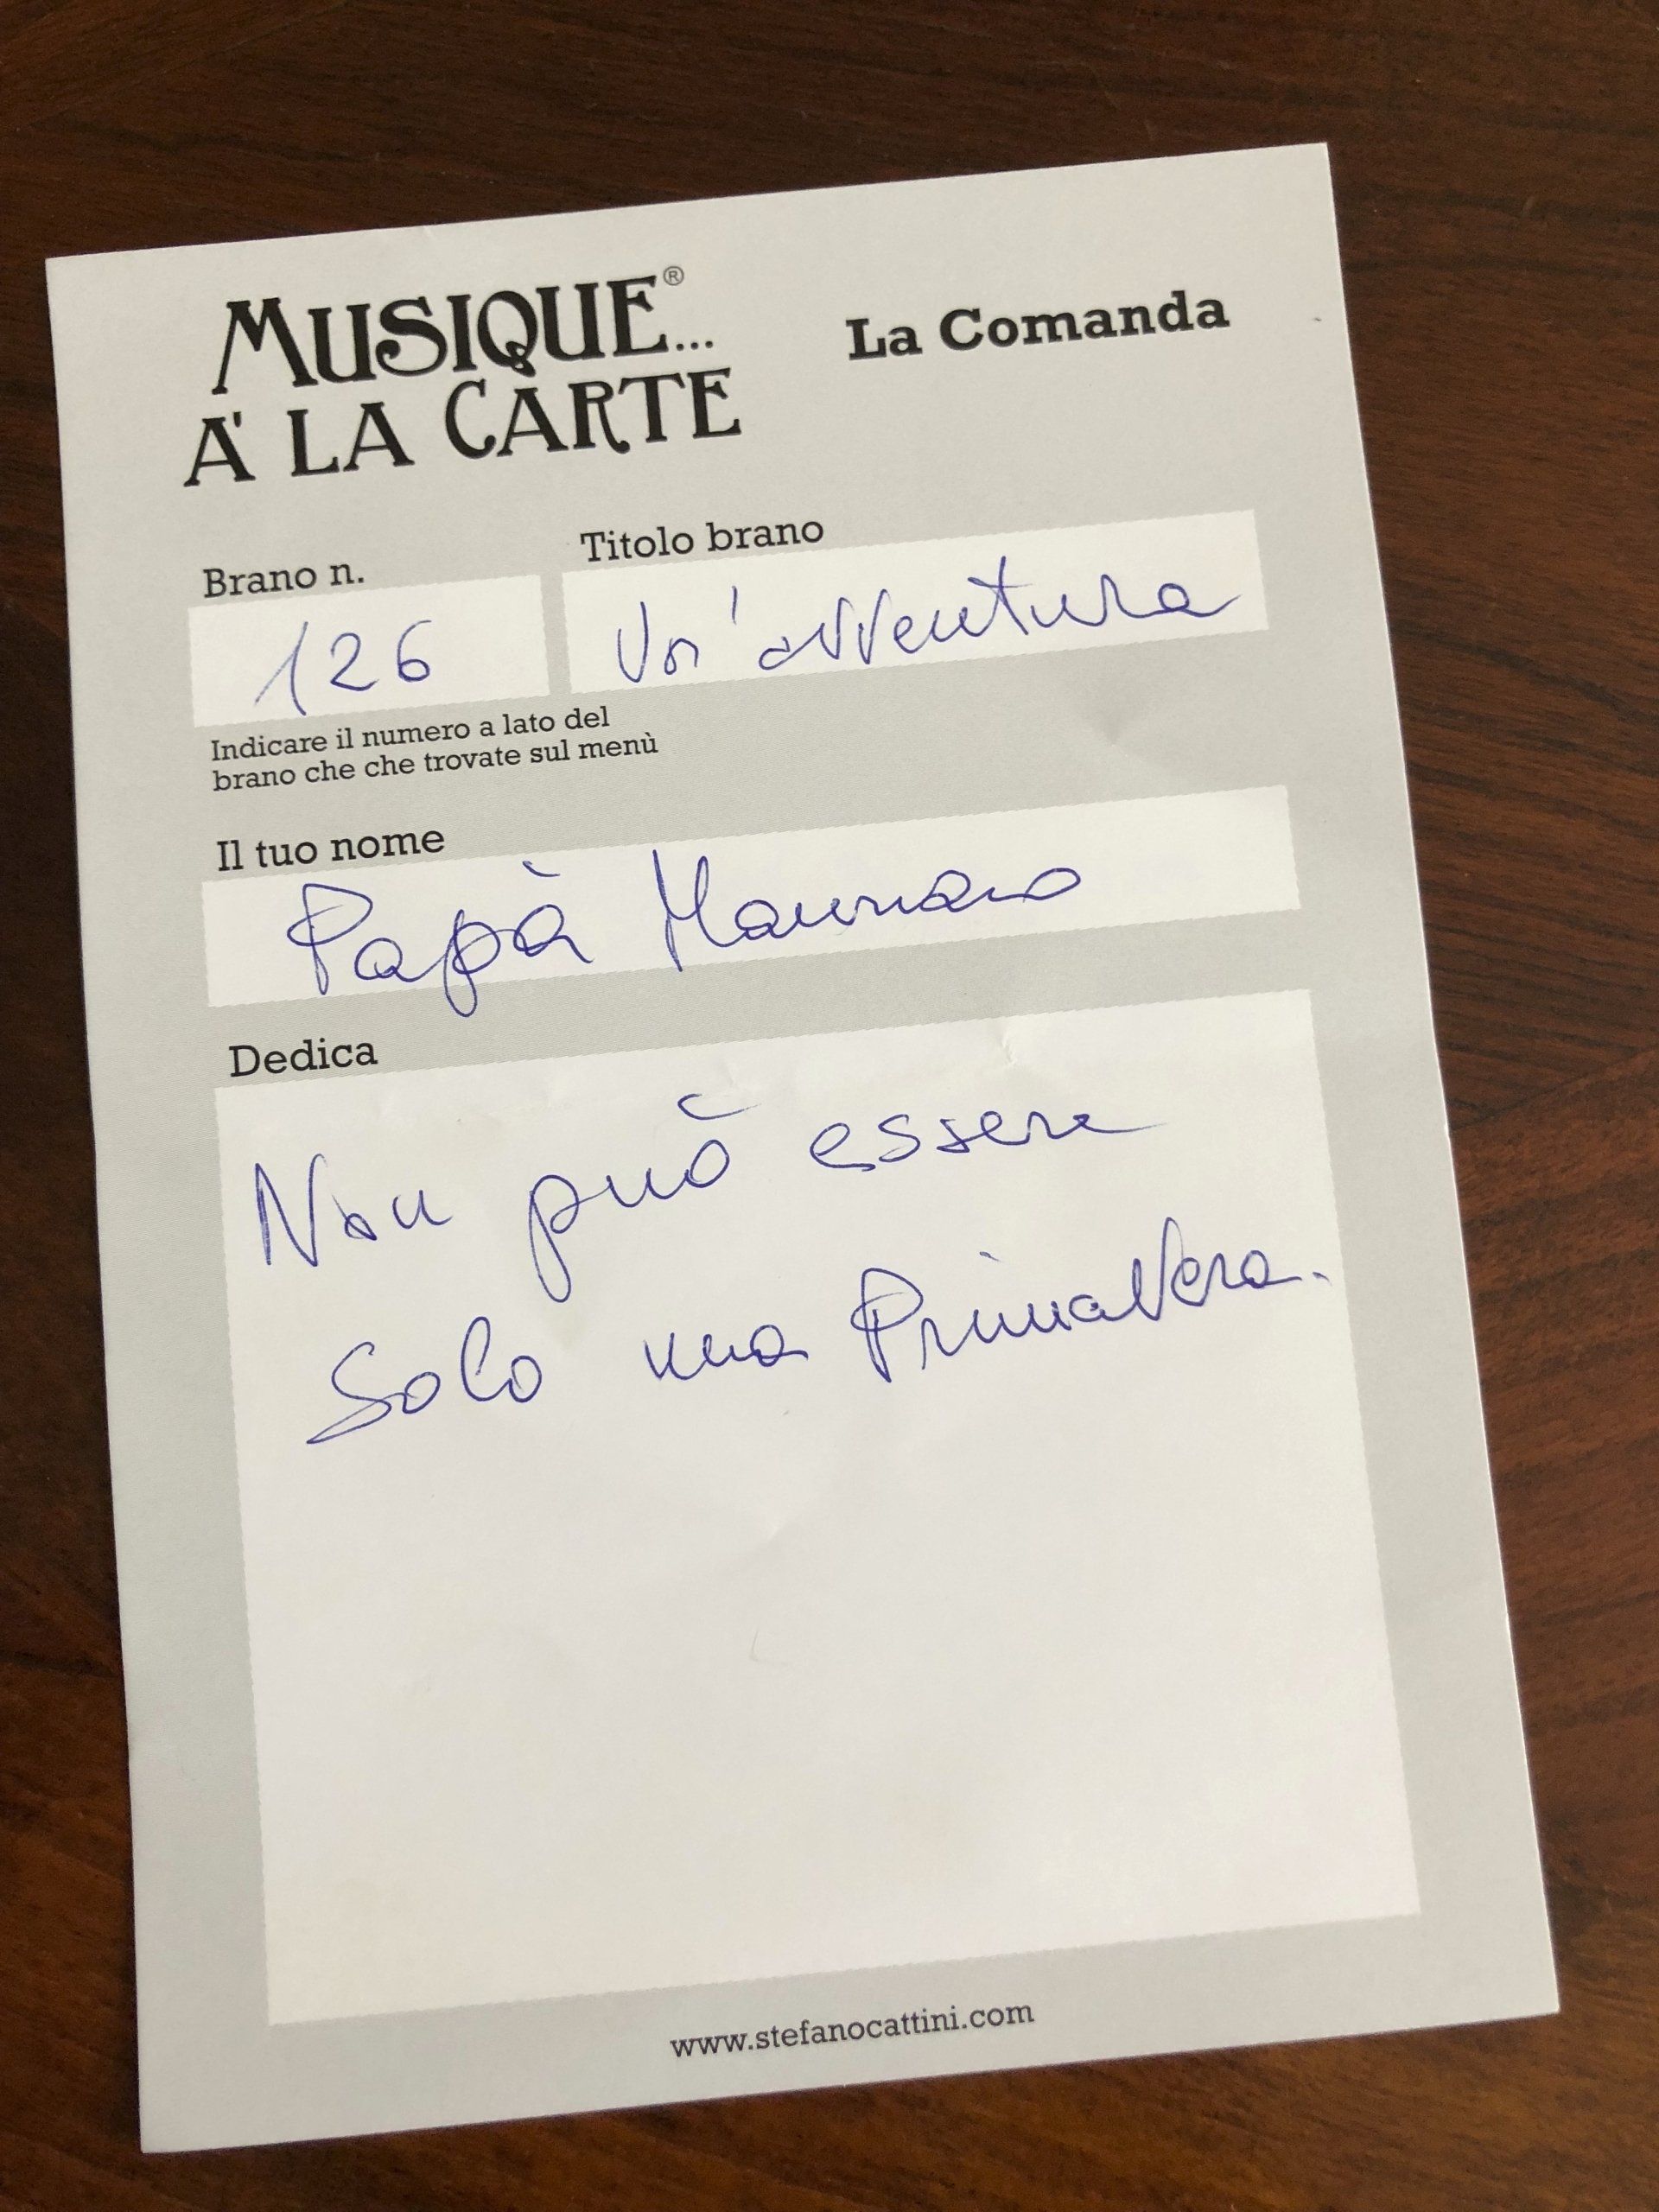 MUSIQUE...®
A' LA CARTE
La Comanda
Brano n.
Titolo brano
126
Un'avventura
Indicare il numero a lato del
brano che che trovate sul menù
Il tuo nome
Papà
Dedica
Non può essere
Solo una Primavera.
www.stefanocattini.com